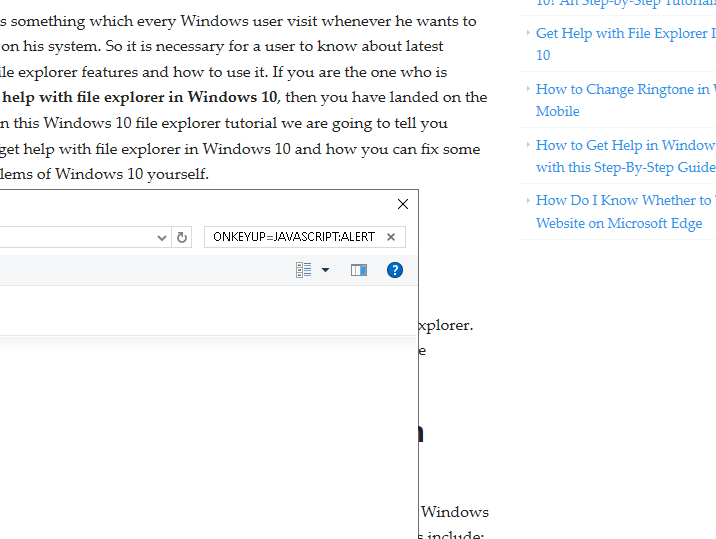 s something which every Windows user visit whenever he wants to
on his system. So it is necessary for a user to know about latest
ile explorer features and how to use it. If you are the one who is
help with file explorer in Windows 10, then you have landed on the
n this Windows 10 file explorer tutorial we are going to tell you
get help with file explorer in Windows 10 and how you can fix some
lems of Windows 10 yourself.
ONKEYUP=JAVASCRIPT:ALERT
?
xplorer.
e
n
Windows
s include:
10? An Step-by-Step Tutorials
Get Help with File Explorer I
10
How to Change Ringtone in W
Mobile
How to Get Help in Window
with this Step-By-Step Guide
How Do I Know Whether to T
Website on Microsoft Edge